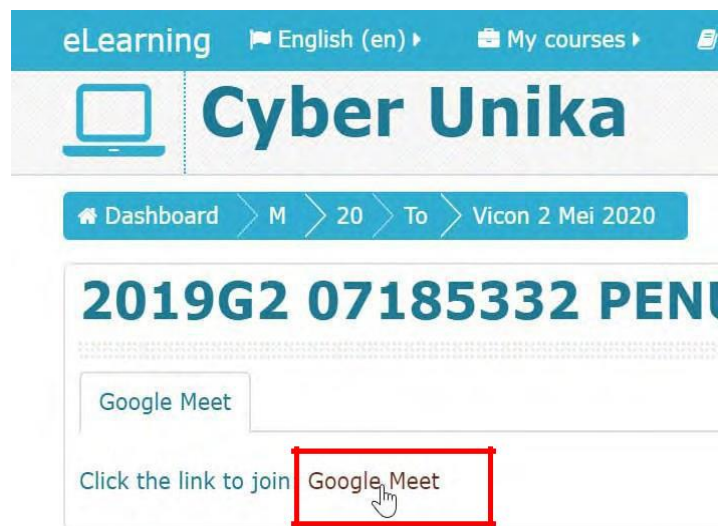 eLearning English (en) My courses
Cyber Unika
Dashboard M 20 To Vicon 2 Mei 2020
2019G2 07185332 PENU
Google Meet
Click the link to join Google Meet